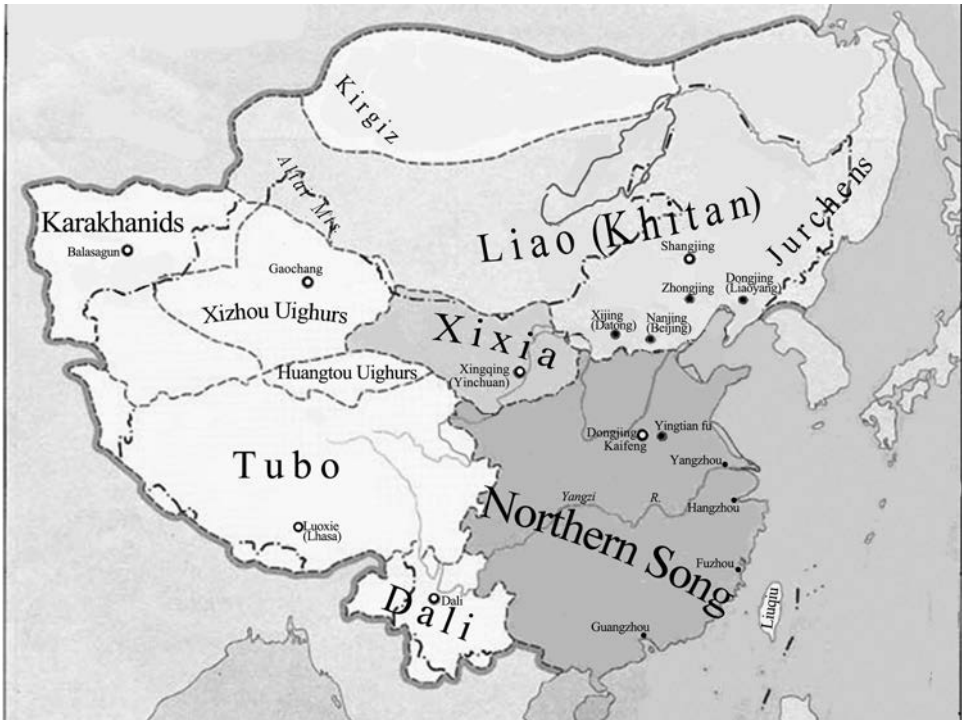 Kirgiz
Altar Mts
Karakhanids
Balasagun
Liao (Khitan)
Jurchens
Shangjing
Gaochang
Zhongjing
Dongjing
(Liaoyang)
Xizhou Uighurs
Xixia
Xijing
(Datong)
Nanjing
(Beijing)
Huangtou Uighurs
Xingqing
(Yinchuan)
Dongjing
Kaifeng
Yingtian fu
Tubo
Yangzhou
Yangzi R.
Hangzhou
Northern Song
Luoxie
(Lhasa)
Fuzhou
Dali
Dali
Liuqiu
Guangzhou